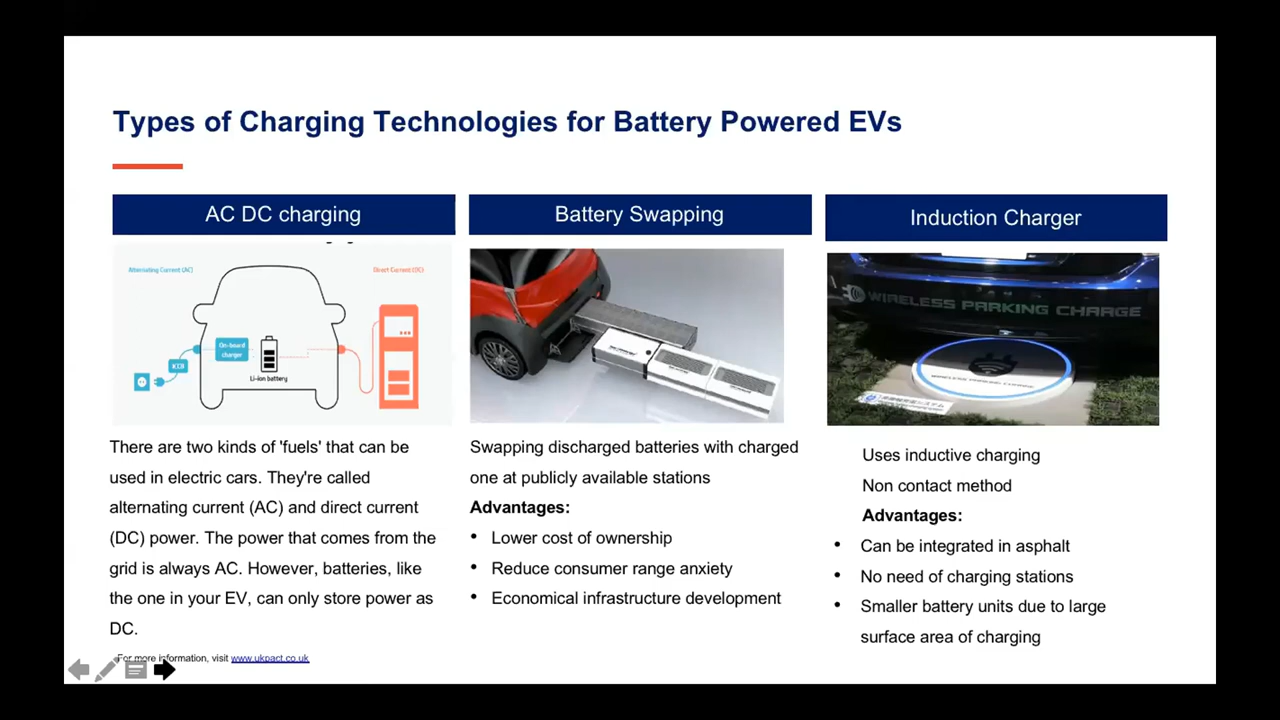 Types of Charging Technologies for Battery Powered EVs
AC DC charging
Alternating Current (AC)
Direct Current (DC)
On-board
charger
Li-ion battery
There are two kinds of 'fuels' that can be
used in electric cars. They're called
alternating current (AC) and direct current
(DC) power. The power that comes from the
grid is always AC. However, batteries, like
the one in your EV, can only store power as
DC.
Battery Swapping
Swapping discharged batteries with charged
one at publicly available stations
Advantages:
• Lower cost of ownership
• Reduce consumer range anxiety
• Economical infrastructure development
Induction Charger
WIRELESS PARKING CHARGE
WIRELESS PARKING CHARGE
Uses inductive charging
Non contact method
Advantages:
• Can be integrated in asphalt
• No need of charging stations
• Smaller battery units due to large
surface area of charging
For more information, visit www.ukpact.co.uk